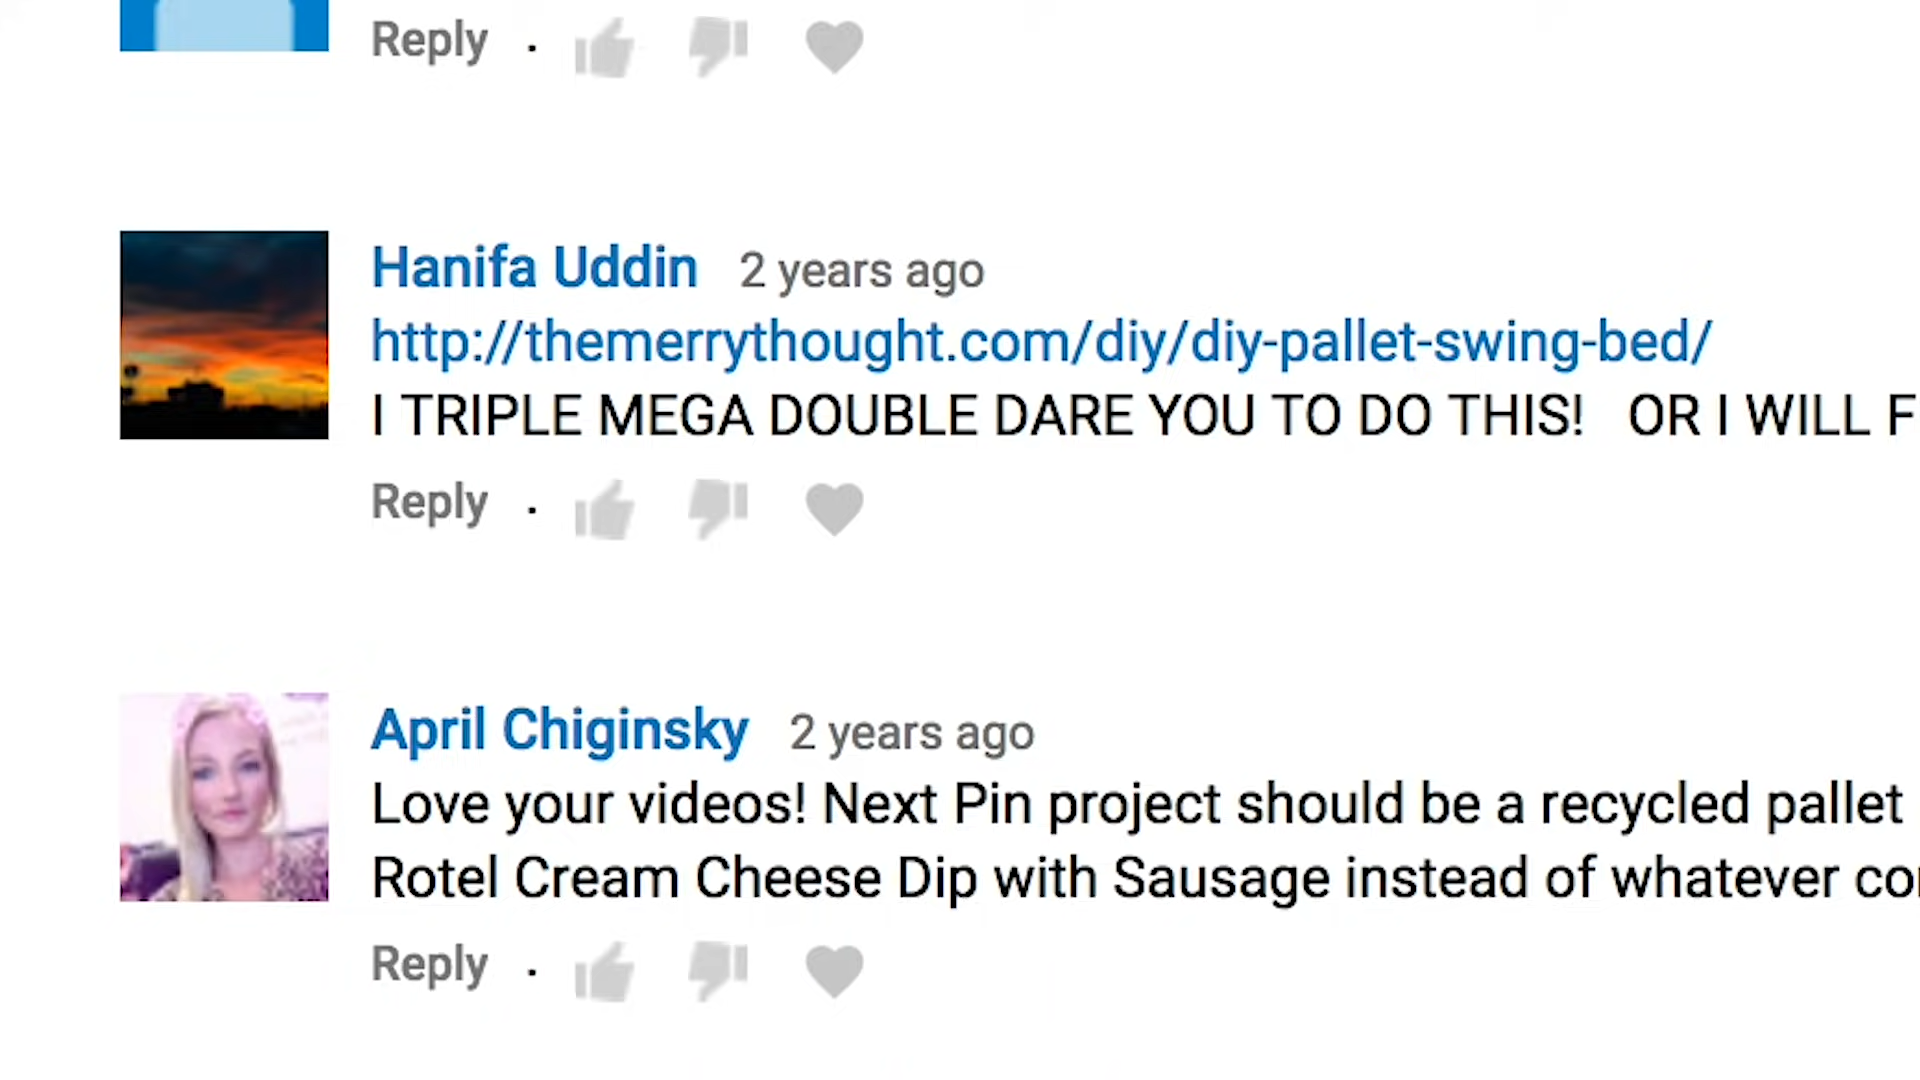 Reply .
Hanifa Uddin 2 years ago
http://themerrythought.com/diy/diy-pallet-swing-bed/
I TRIPLE MEGA DOUBLE DARE YOU TO DO THIS! OR I WILL F
Reply .
April Chiginsky 2 years ago
Love your videos! Next Pin project should be a recycled pallet
Rotel Cream Cheese Dip with Sausage instead of whatever
Reply .